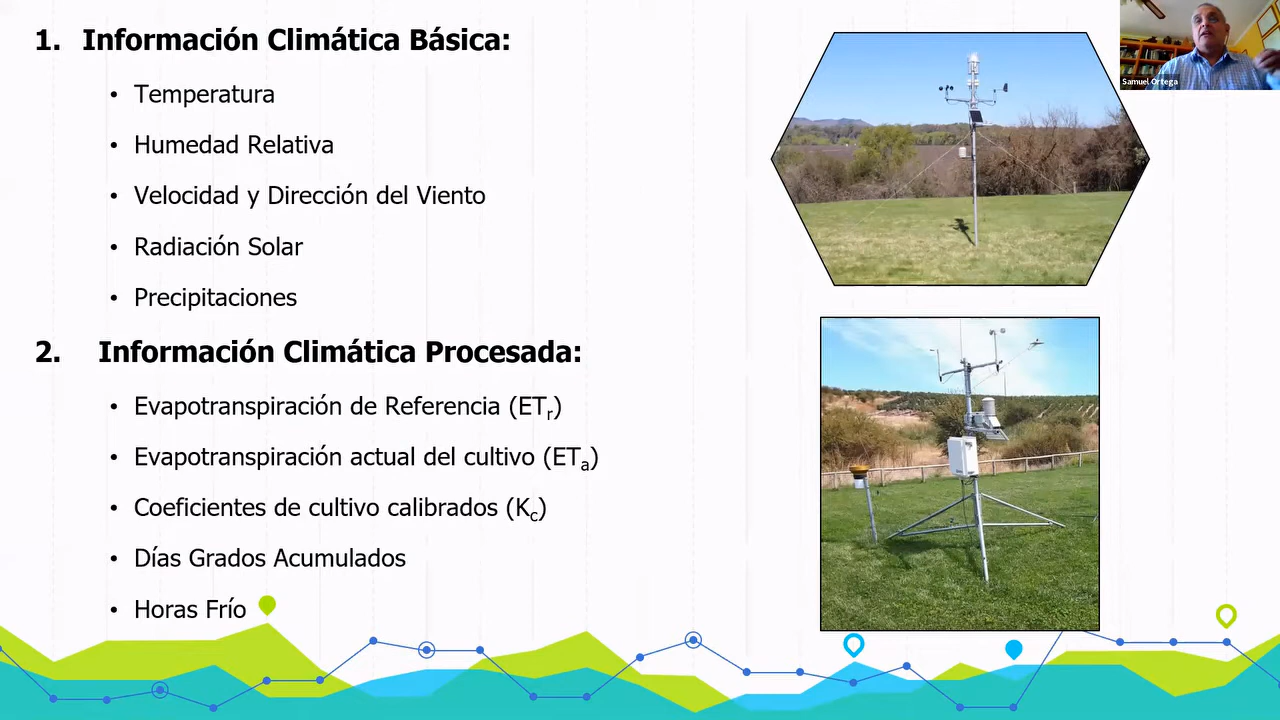 1. Información Climática Básica:
• Temperatura
• Humedad Relativa
• Velocidad y Dirección del Viento
• Radiación Solar
• Precipitaciones
2. Información Climática Procesada:
• Evapotranspiración de Referencia (ETr)
• Evapotranspiración actual del cultivo (ETa)
• Coeficientes de cultivo calibrados (Kc)
• Días Grados Acumulados
• Horas Frío
Samuel Ortega